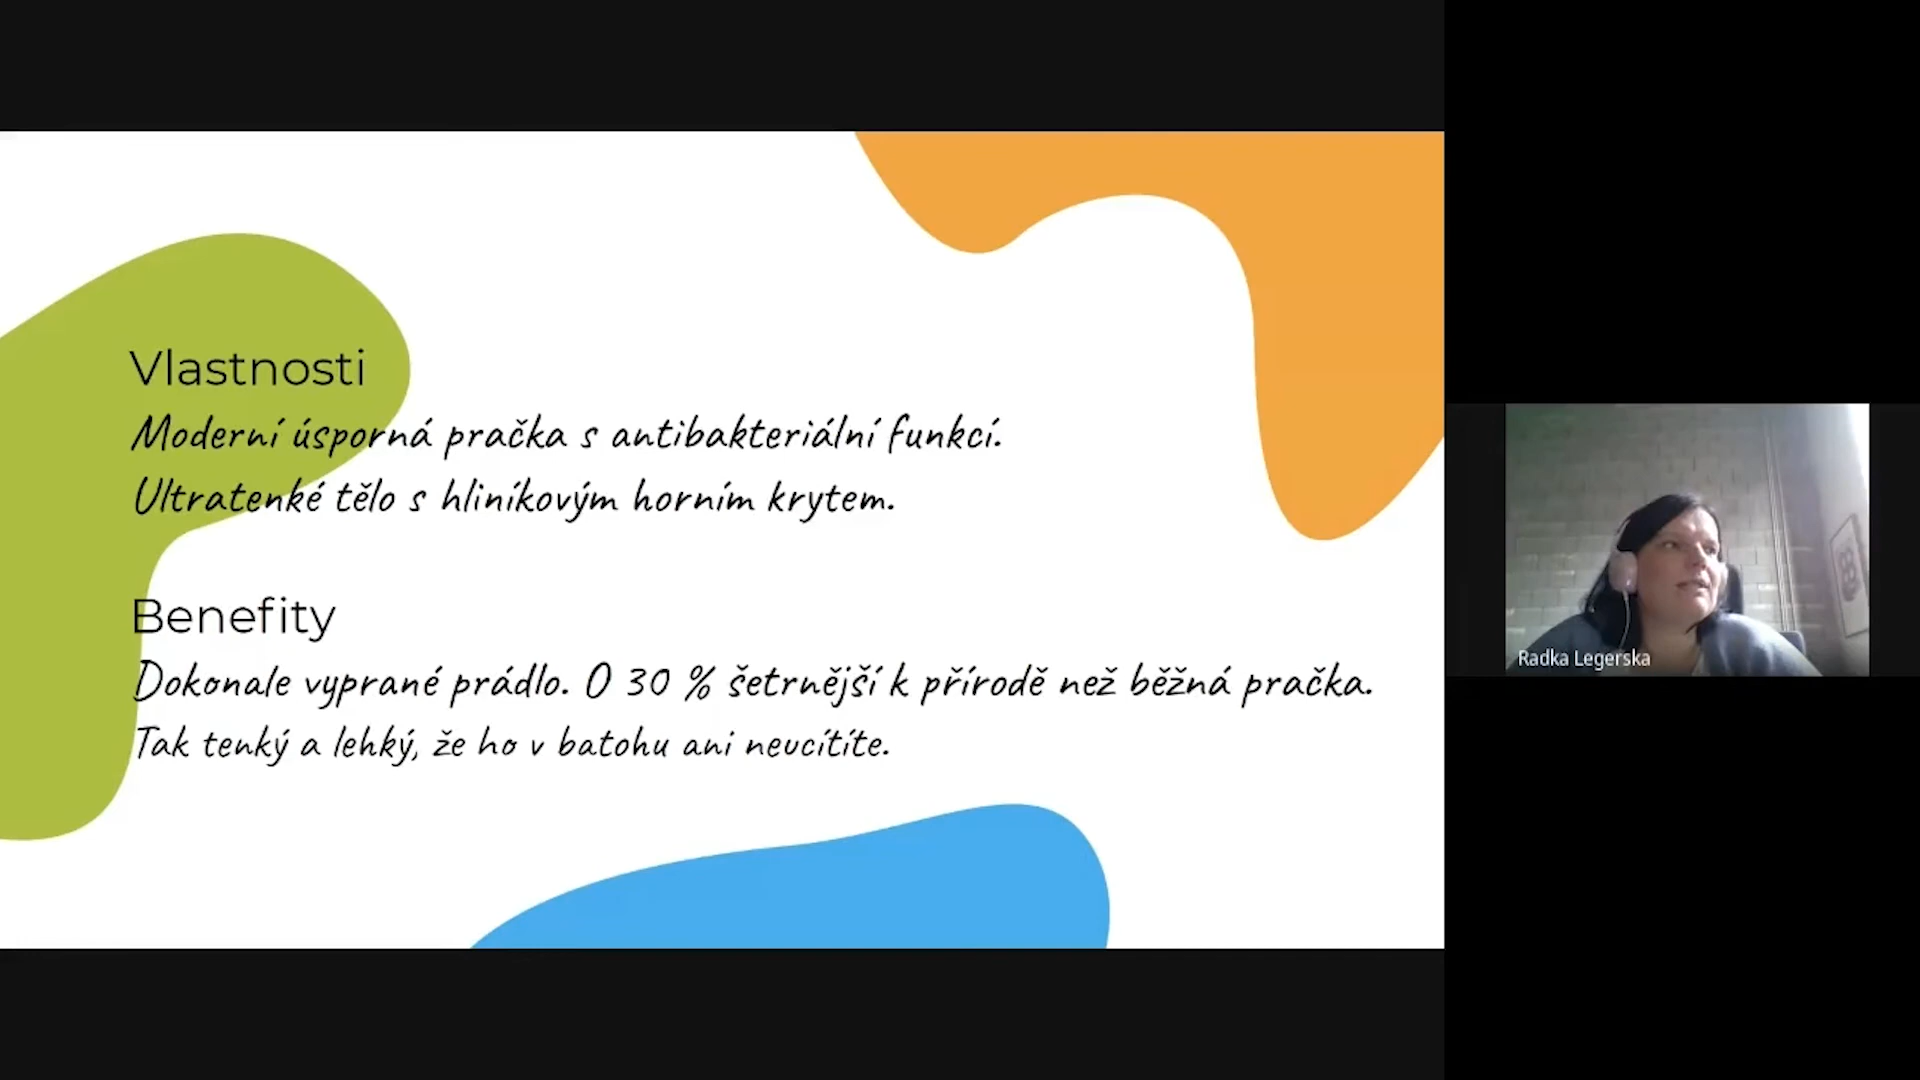 Vlastnosti
Moderní úsporná pračka s antibakteriální funkcí.
Ultratenké tělo s hliníkovým horním krytem.
Benefity
Dokonale vyprané prádlo. O 30 % šetrnější k přírodě než běžná pračka.
Tak tenký a lehký, že ho v batohu ani neucítíte.
Radka Legerska